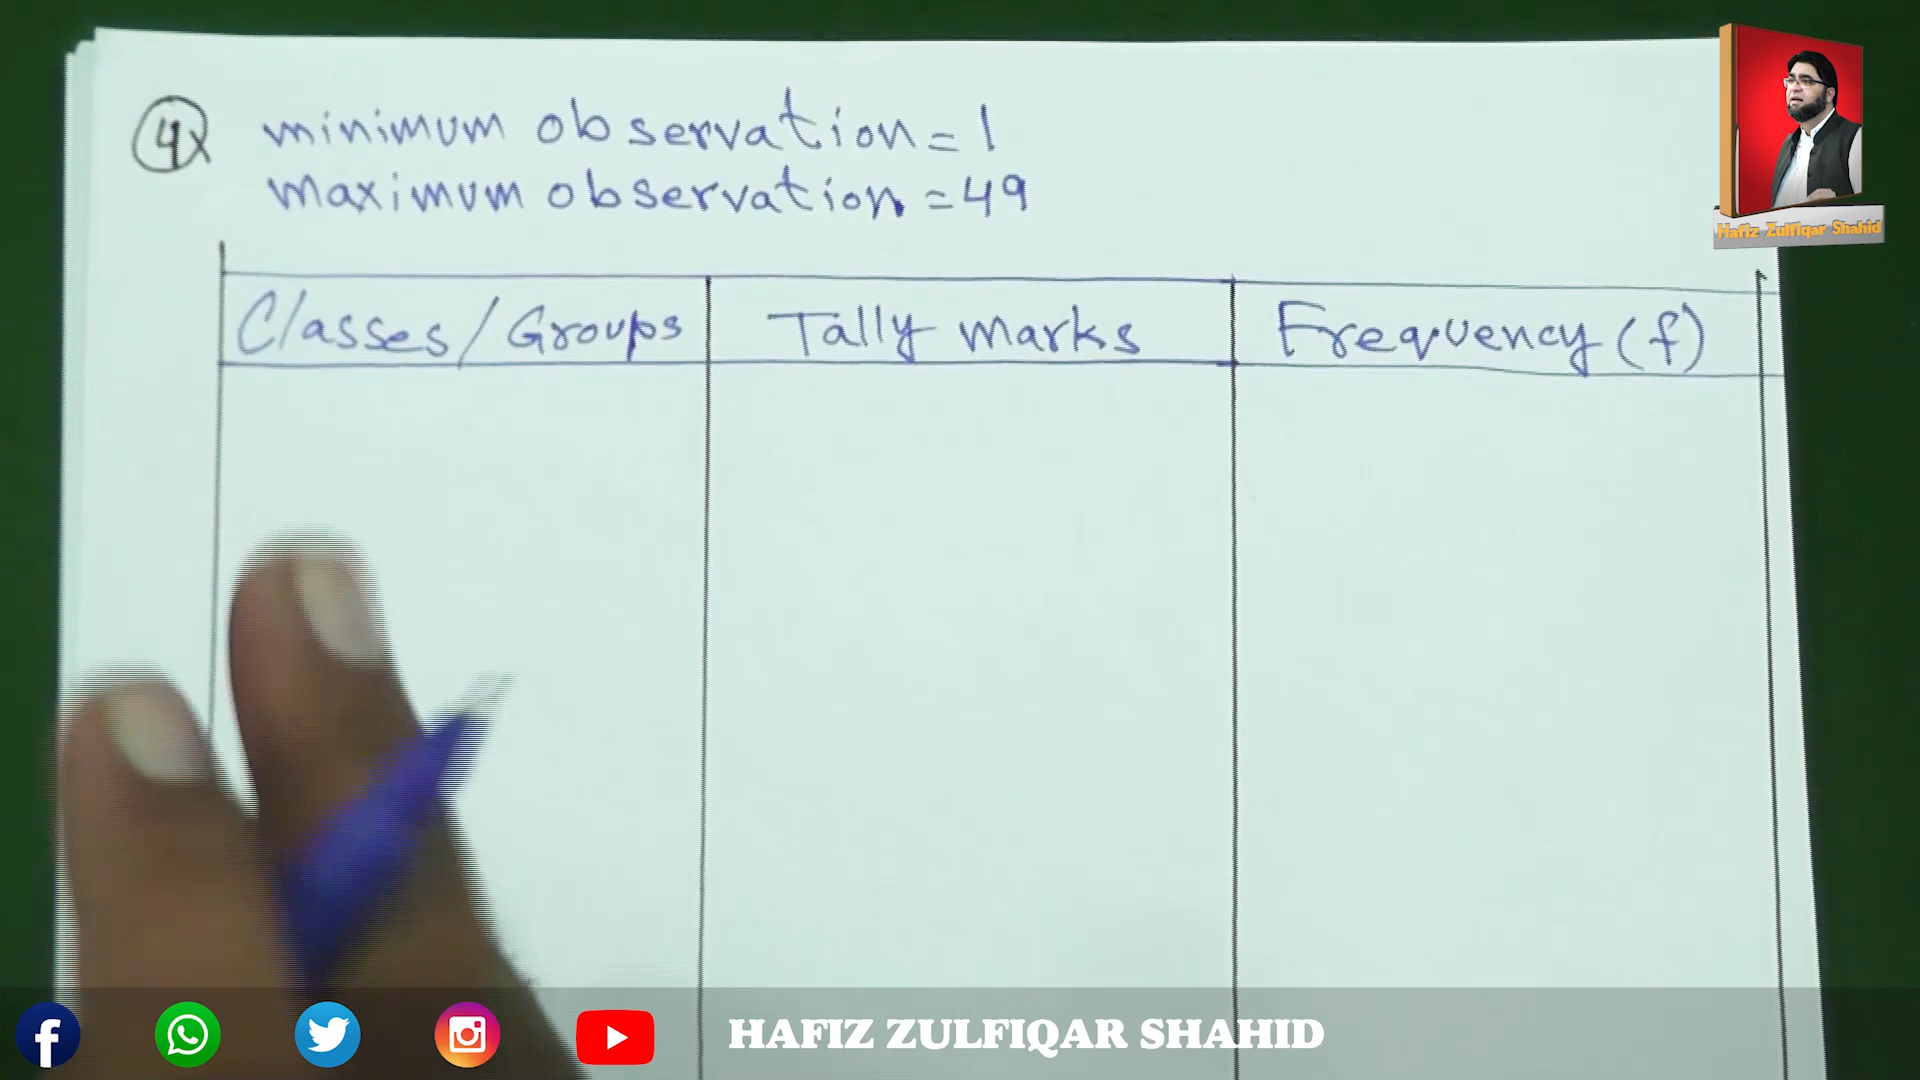 4
minimum observation = 1
maximum observation = 49
Classes/Groups Tally marks Frequency (f)
Hafiz Zulfiqar Shahid
HAFIZ ZULFIQAR SHAHID